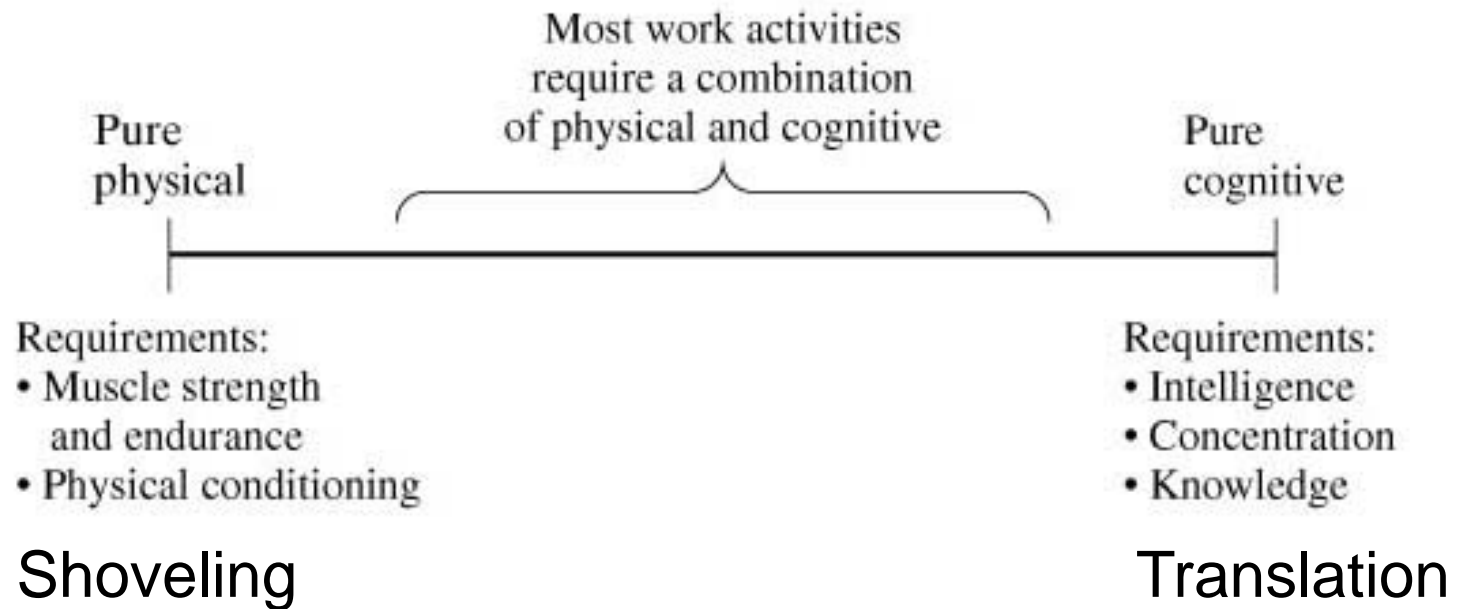 Most work activities
require a combination
of physical and cognitive
Pure
physical
Pure
cognitive
Requirements:
• Muscle strength
and endurance
• Physical conditioning
Requirements:
• Intelligence
• Concentration
• Knowledge
Shoveling
Translation